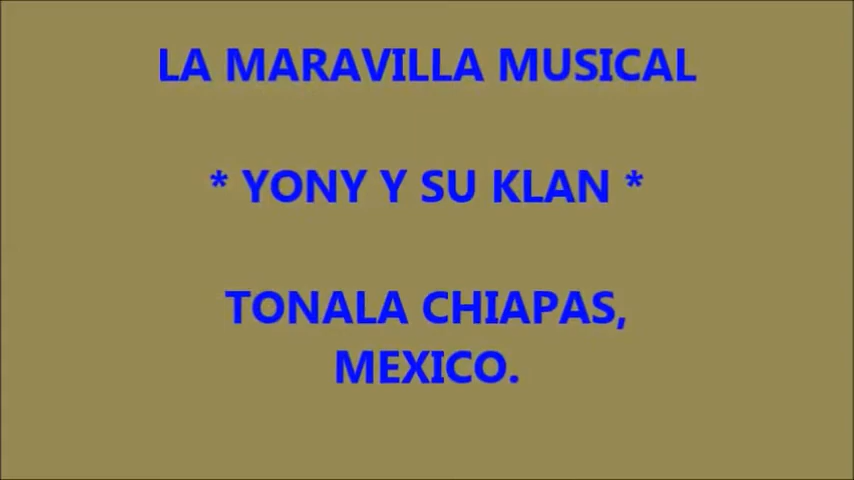 LA MARAVILLA MUSICAL
* YONY Y SU KLAN *
TONALA CHIAPAS,
MEXICO.